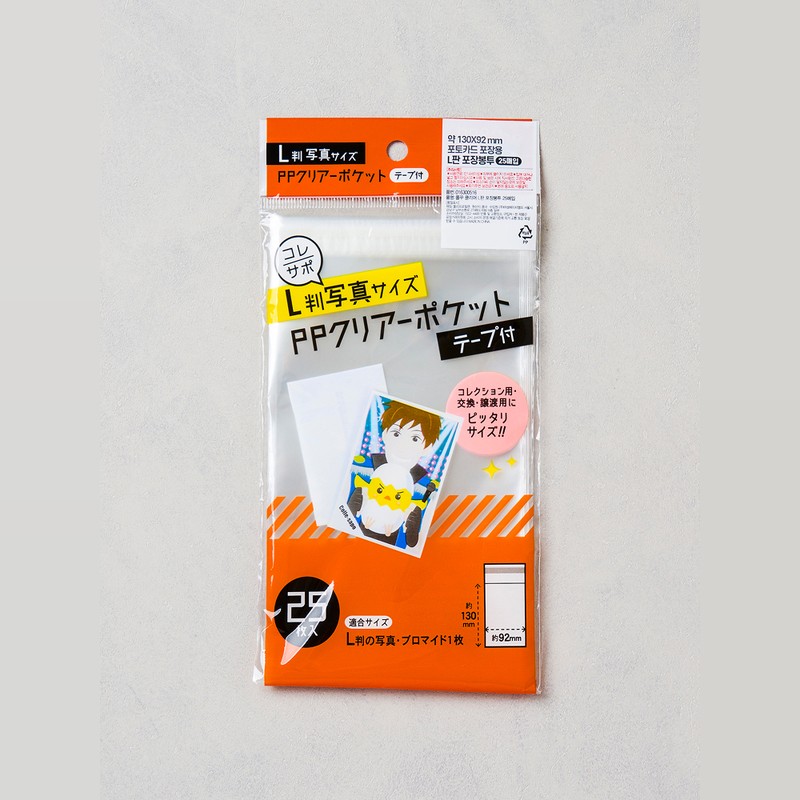 L判 写真サイズ
PPクリアーポケット テープ付
약 130X92 mm
포토카드 포장용
L판 포장봉투 25매입
PP
コレ
サポ
L判写真サイズ
PPクリアーポケット
テープ付
コレクション用・
交換・譲渡用に
ピッタリ
サイズ!!
Colle-sapo
25
枚入
適合サイズ
L判の写真・ブロマイド1枚
約
130
mm
約92mm